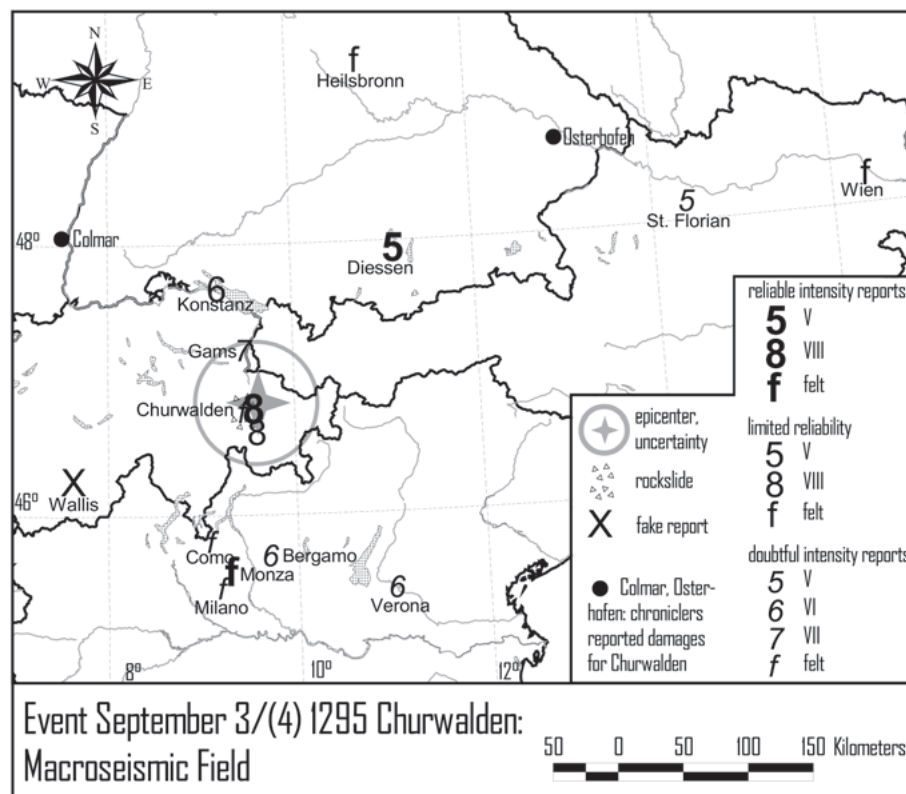 N
W E
S
f
Heilsbronn
Osterhofen
f
Wien
5
St. Florian
Colmar
48°
5
Diessen
6
Konstanz
Gams 7
Churwalden f 8
8
X
Wallis
46°
f
Como
6 Bergamo
f Monza
f
Milano
6
Verona
8° 10° 12°
reliable intensity reports
5 V
8 VIII
f felt
epicenter,
uncertainty
rockslide
X fake report
limited reliability
5 V
8 VIII
f felt
doubtful intensity reports
5 V
6 VI
7 VII
f felt
Colmar, Oster-
hofen: chroniclers
reported damages
for Churwalden
Event September 3/(4) 1295 Churwalden:
Macroseismic Field
50 0 50 100 150 Kilometers